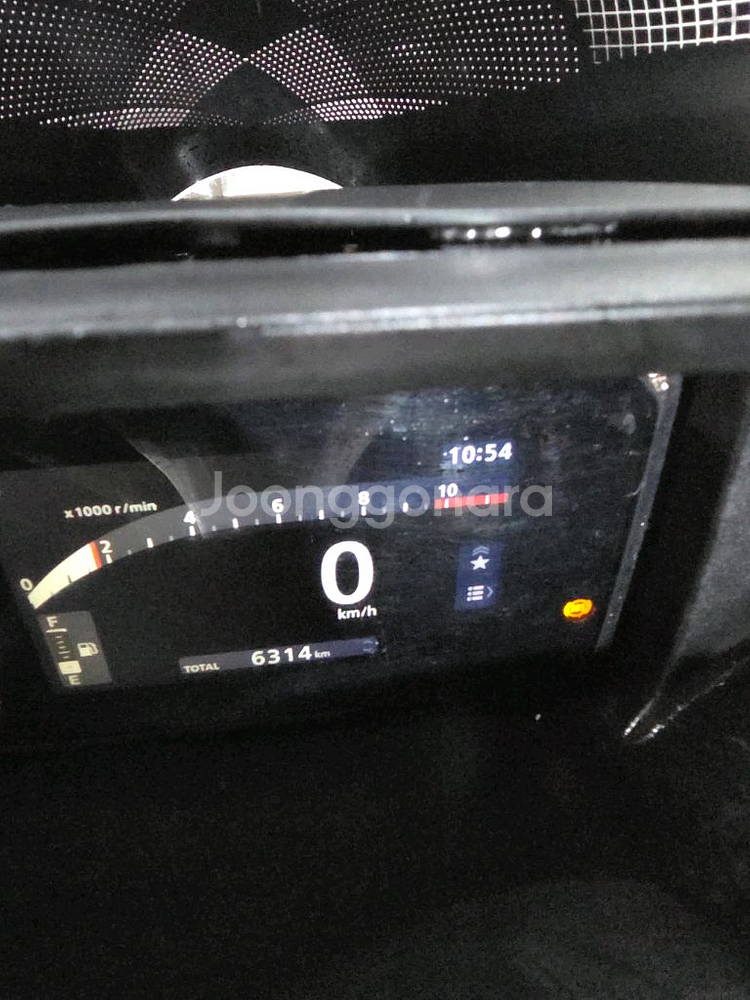 10:54
x1000 r/min
0 2 4 6 8 10
Joonggonara
0
km/h
F
E
TOTAL 6314 km